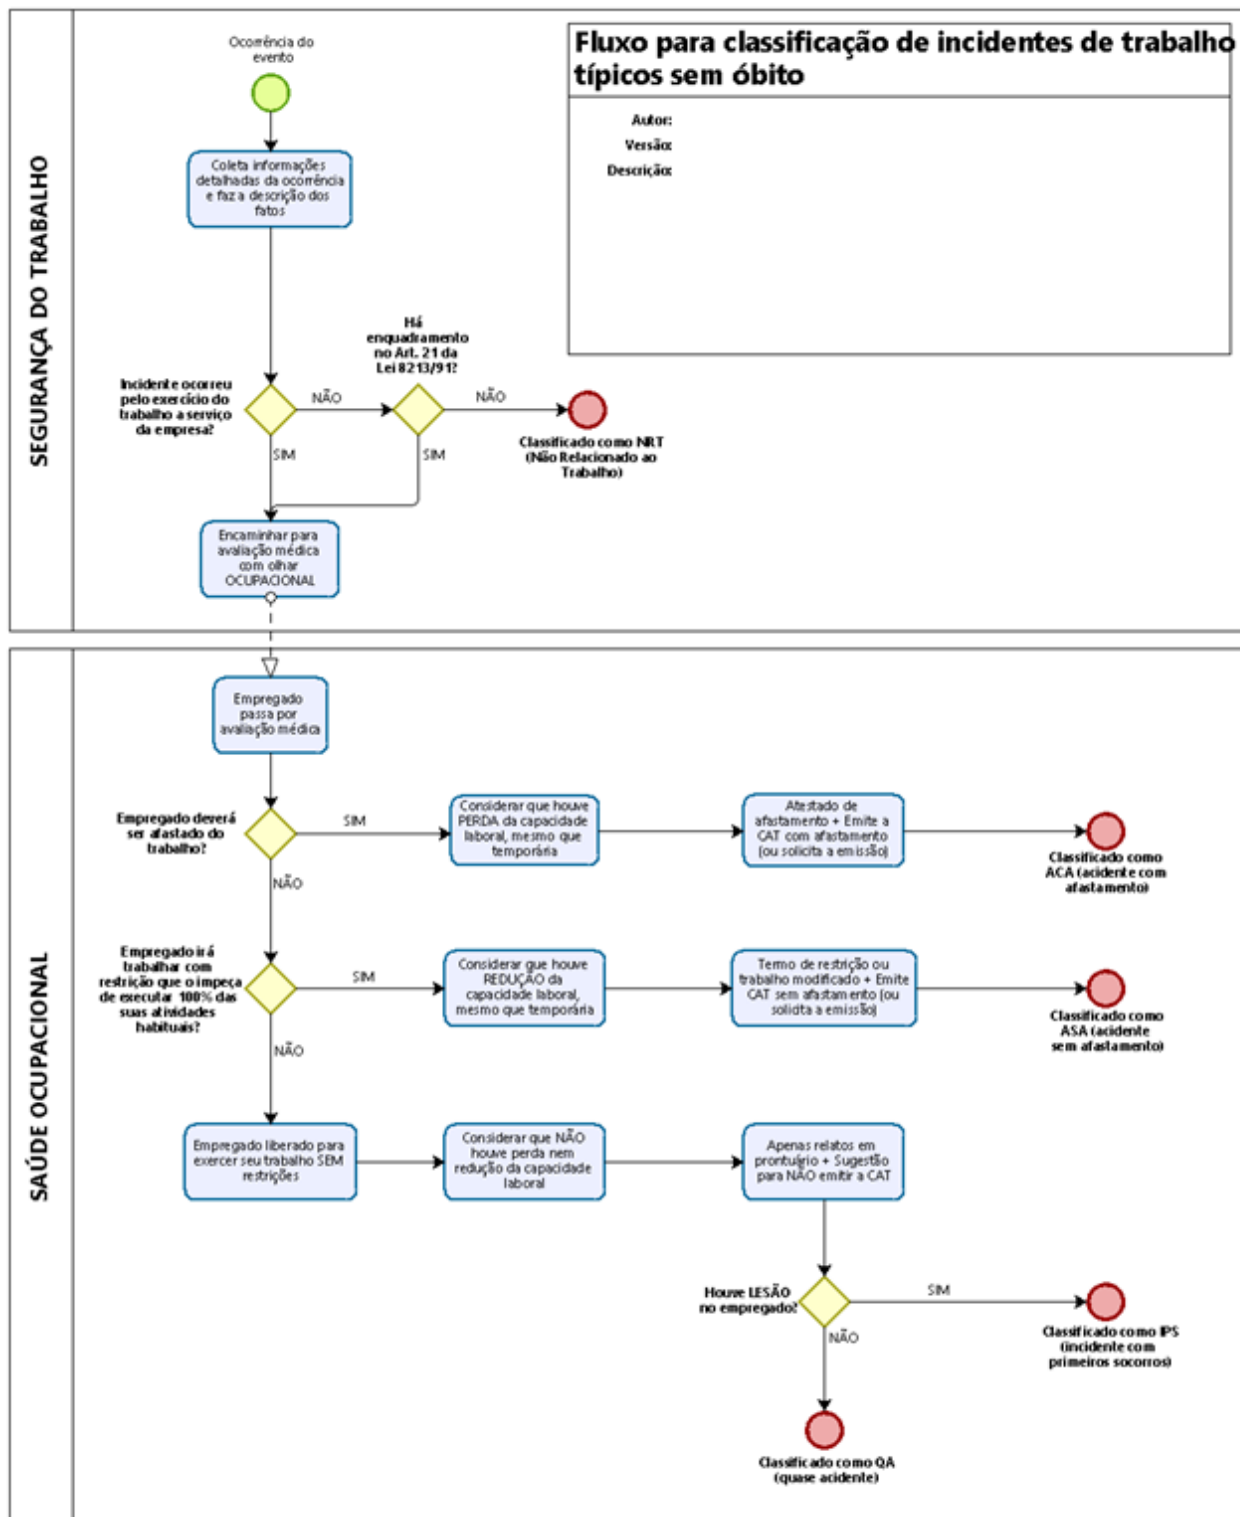 Fluxo para classificação de incidentes de trabalho
típicos sem óbito
Autor:
Versão:
Descrição:
SEGURANÇA DO TRABALHO
Ocorrência do
evento
Coleta informações
detalhadas da ocorrência
e faz a descrição dos
fatos
Incidente ocorreu
pelo exercício do
trabalho a serviço
da empresa?
NÃO
SIM
Há
enquadramento
no Art. 21 da
Lei 8213/91?
NÃO
SIM
Classificado como NRT
(Não Relacionado ao
Trabalho)
Encaminhar para
avaliação médica
com olhar
OCUPACIONAL
SAÚDE OCUPACIONAL
Empregado
passa por
avaliação médica
Empregado deverá
ser afastado do
trabalho?
SIM
NÃO
Considerar que houve
PERDA da capacidade
laboral, mesmo que
temporária
Atestado de
afastamento + Emite a
CAT com afastamento
(ou solicita a emissão)
Classificado como
ACA (acidente com
afastamento)
Empregado irá
trabalhar com
restrição que o impeça
de executar 100% das
suas atividades
habituais?
SIM
NÃO
Considerar que houve
REDUÇÃO da
capacidade laboral,
mesmo que temporária
Termo de restrição ou
trabalho modificado + Emite
CAT sem afastamento (ou
solicita a emissão)
Classificado como
ASA (acidente
sem afastamento)
Empregado liberado para
exercer seu trabalho SEM
restrições
Considerar que NÃO
houve perda nem
redução da capacidade
laboral
Apenas relatos em
prontuário + Sugestão
para NÃO emitir a CAT
Houve LESÃO
no empregado?
SIM
NÃO
Classificado como IPS
(incidente com
primeiros socorros)
Classificado como QA
(quase acidente)